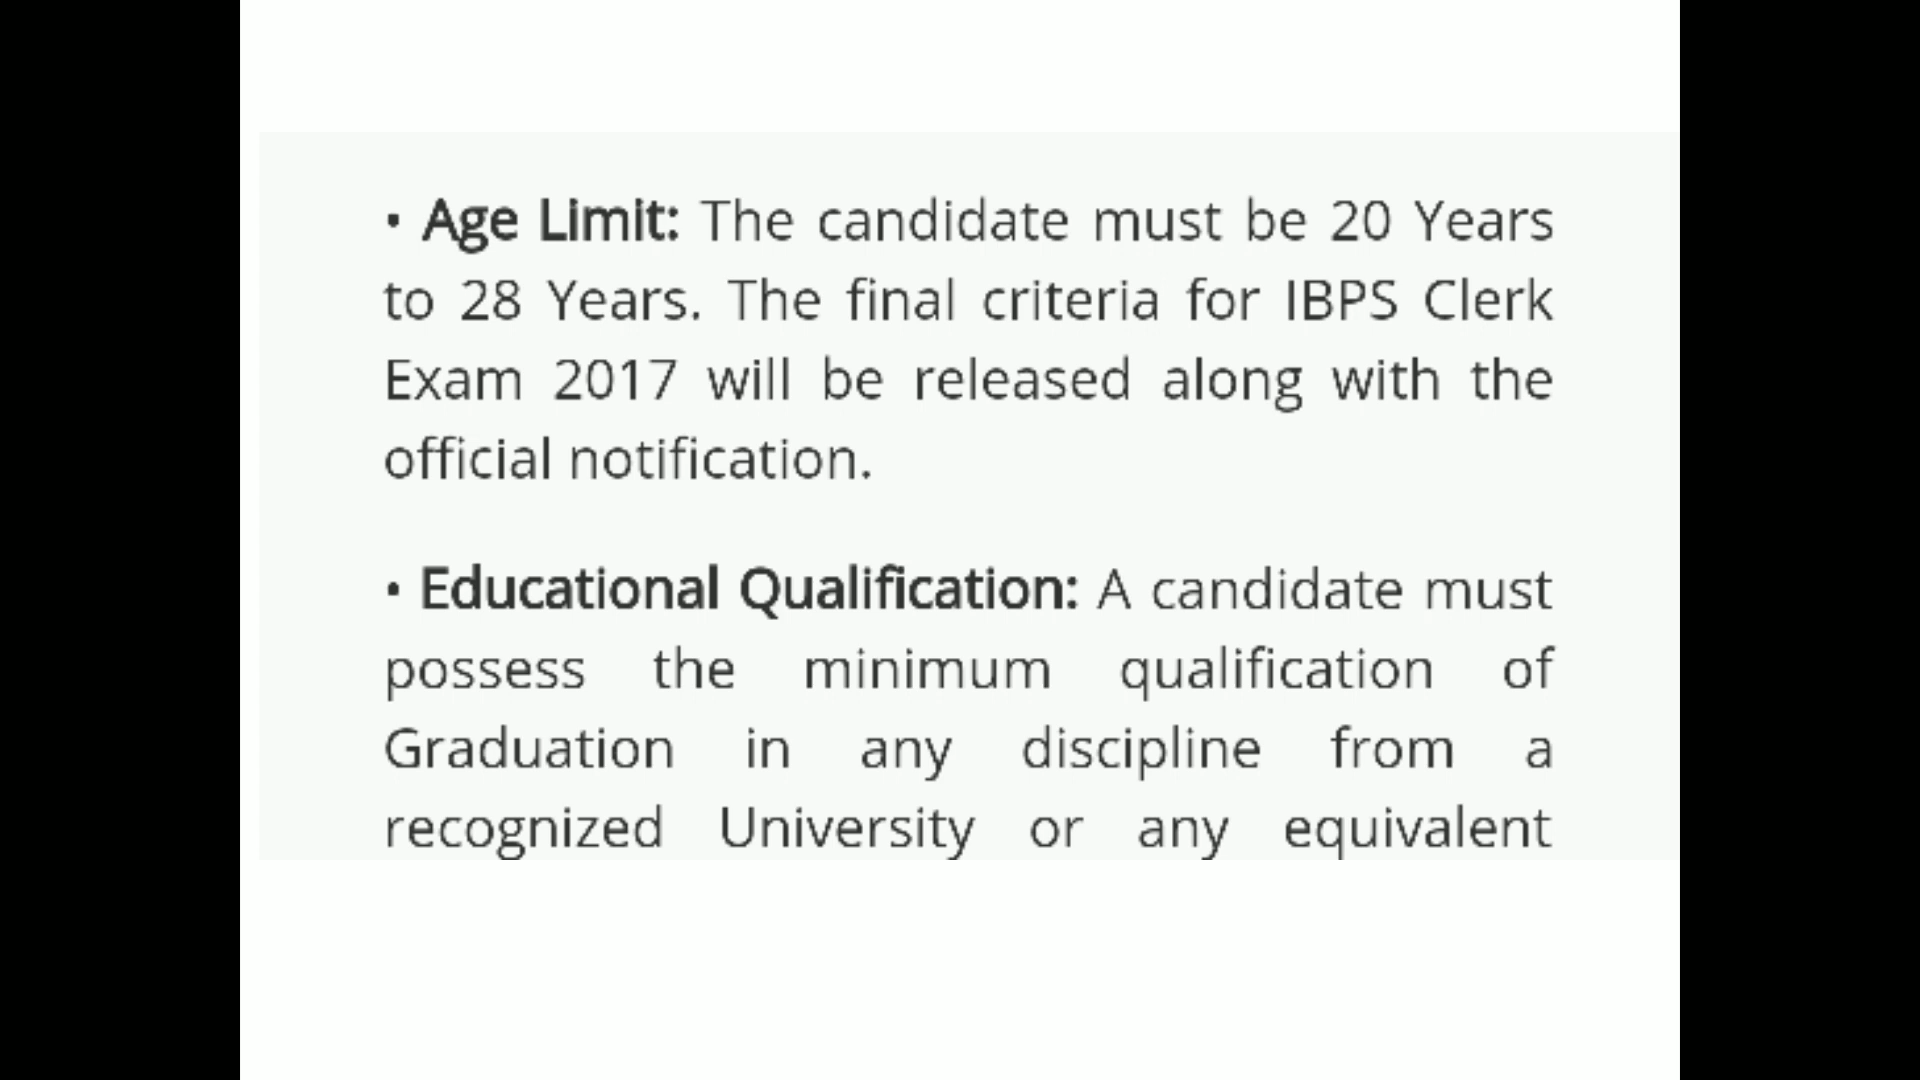 • Age Limit: The candidate must be 20 Years
to 28 Years. The final criteria for IBPS Clerk
Exam 2017 will be released along with the
official notification.
• Educational Qualification: A candidate must
possess the minimum qualification of
Graduation in any discipline from a
recognized University or any equivalent